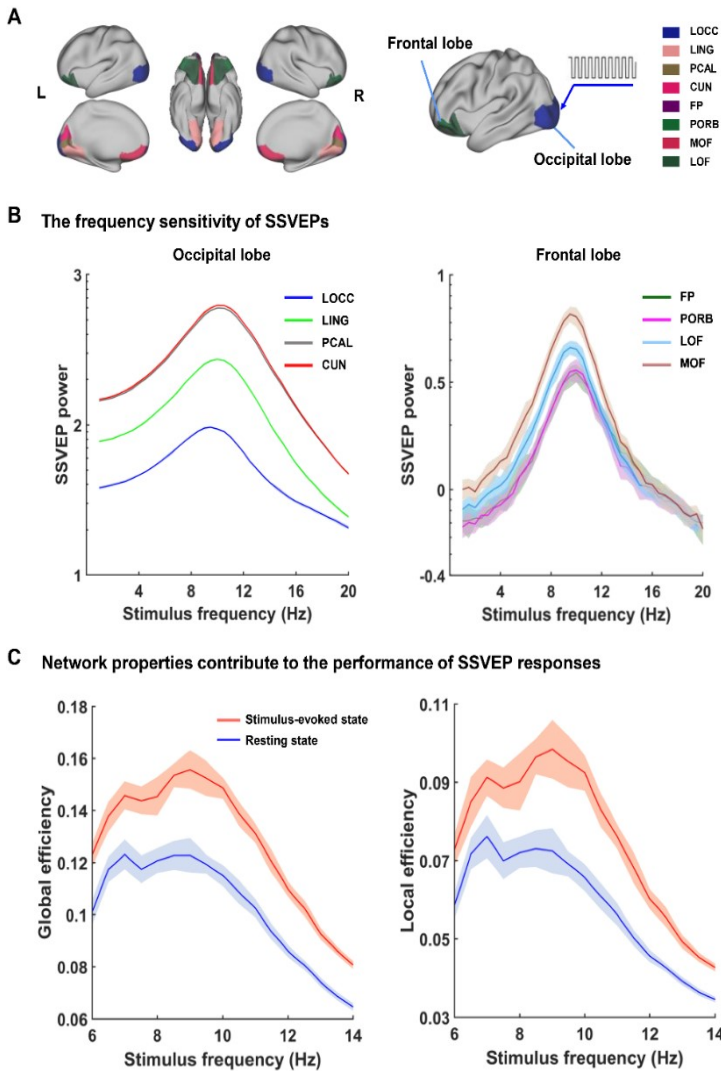 A
L
R
Frontal lobe
Occipital lobe
LOCC
LING
PCAL
CUN
FP
PORB
MOF
LOF
B The frequency sensitivity of SSVEPs
Occipital lobe
3
2
1
SSVEP power
4 8 12 16 20
Stimulus frequency (Hz)
LOCC
LING
PCAL
CUN
Frontal lobe
1
0.5
0
-0.4
SSVEP power
4 8 12 16 20
Stimulus frequency (Hz)
FP
PORB
LOF
MOF
C Network properties contribute to the performance of SSVEP responses
0.18
0.16
0.14
0.12
0.1
0.08
0.06
Global efficiency
6 8 10 12 14
Stimulus frequency (Hz)
Stimulus-evoked state
Resting state
0.11
0.09
0.07
0.05
0.03
Local efficiency
6 8 10 12 14
Stimulus frequency (Hz)